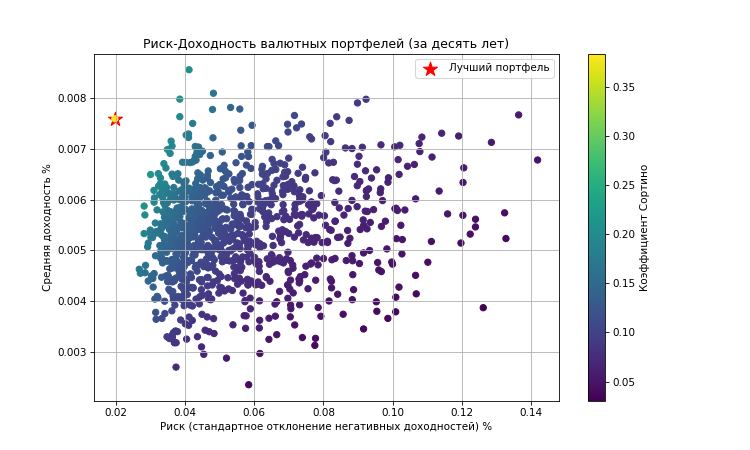 Риск-Доходность валютных портфелей (за десять лет)
Лучший портфель
Средняя доходность %
0.008
0.007
0.006
0.005
0.004
0.003
0.02 0.04 0.06 0.08 0.10 0.12 0.14
Риск (стандартное отклонение негативных доходностей) %
0.35
0.30
0.25
0.20
0.15
0.10
0.05
Коэффициент Сортино